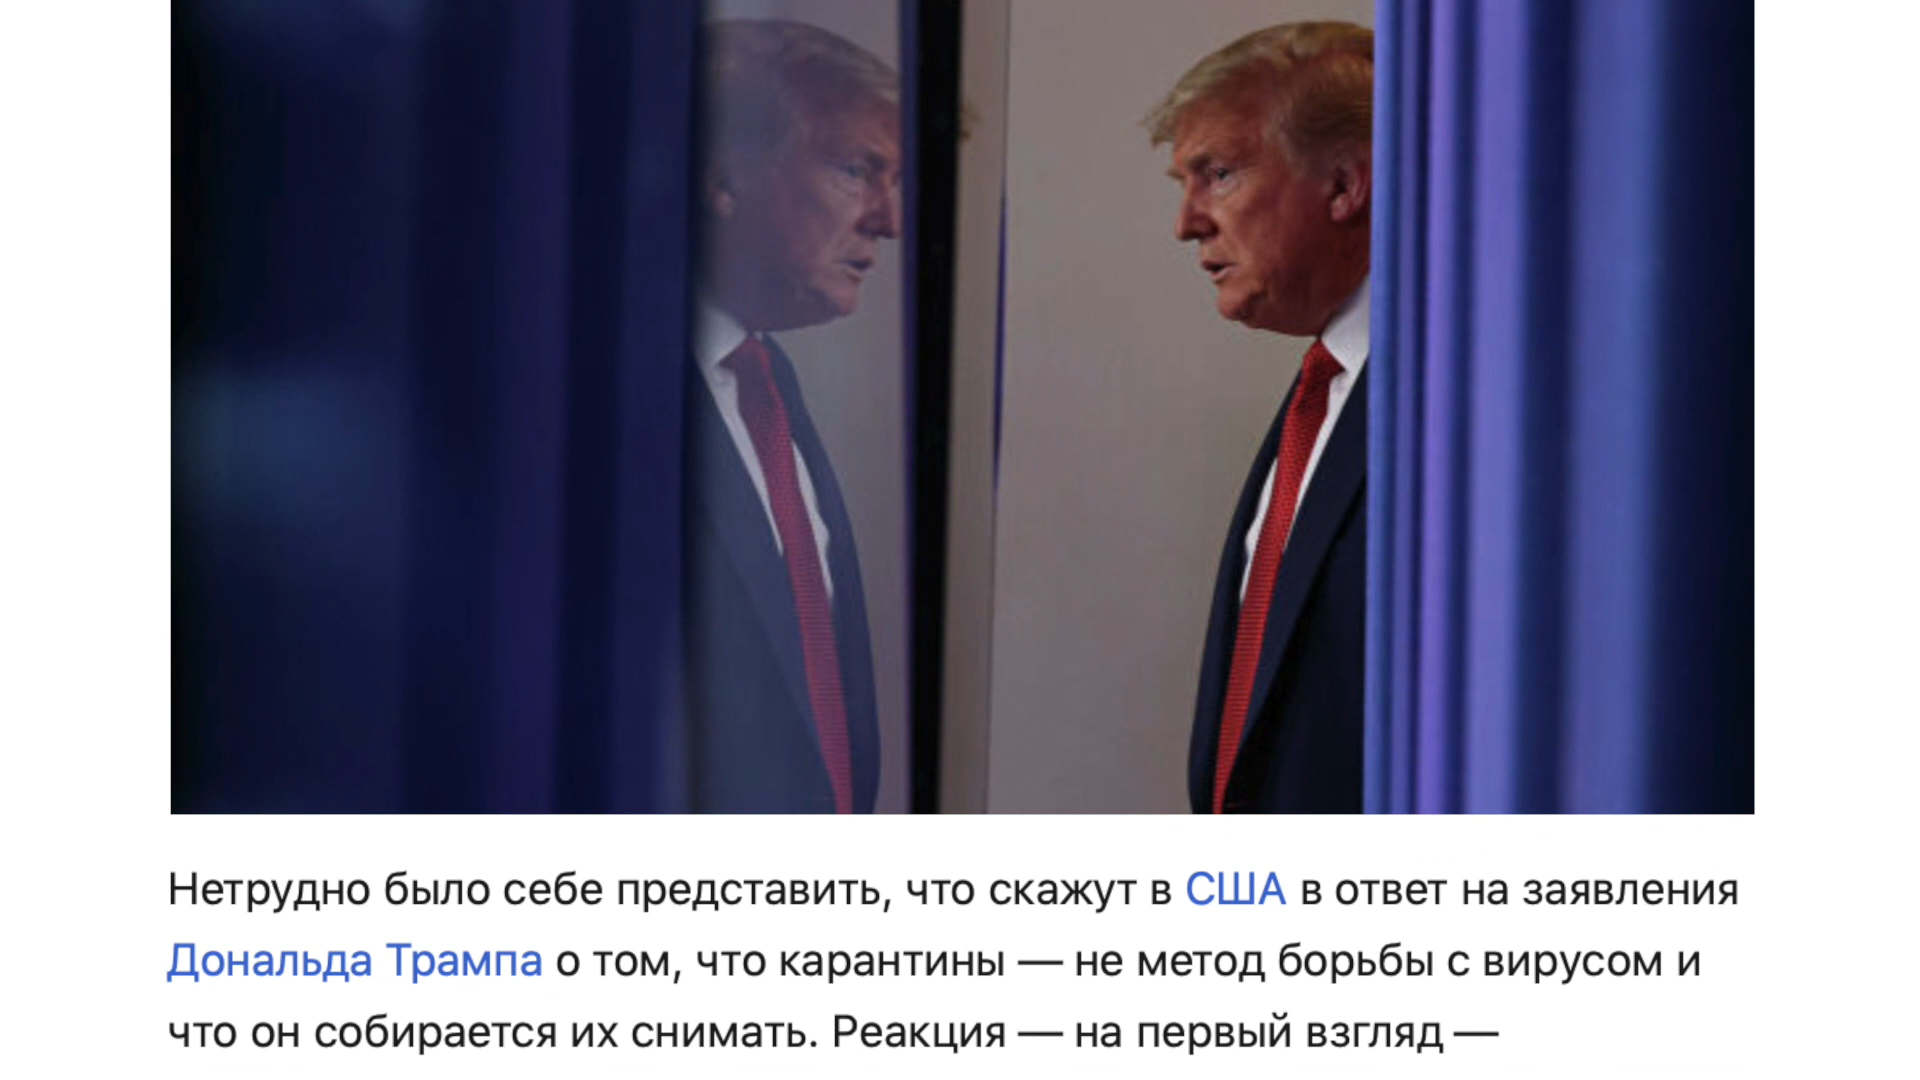 Нетрудно было себе представить, что скажут в США в ответ на заявления
Дональда Трампа о том, что карантины — не метод борьбы с вирусом и
что он собирается их снимать. Реакция — на первый взгляд —